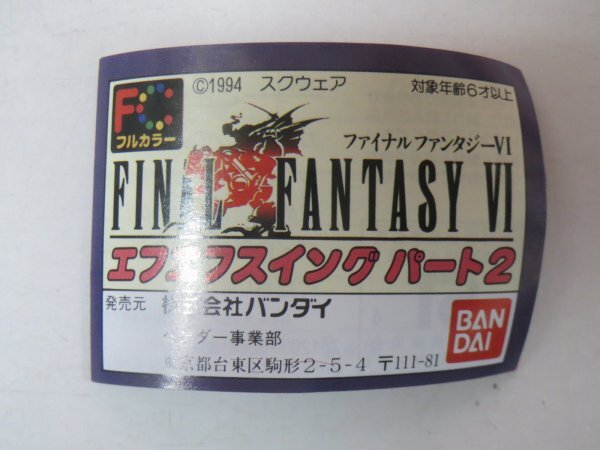 FC
フルカラー
©1994 スクウェア
対象年齢6才以上
ファイナルファンタジーVI
FINAL FANTASY VI
エフエフスイング パート2
発売元 株式会社バンダイ
ベンダー事業部
東京都台東区駒形2-5-4 〒111-81
BAN
DAI